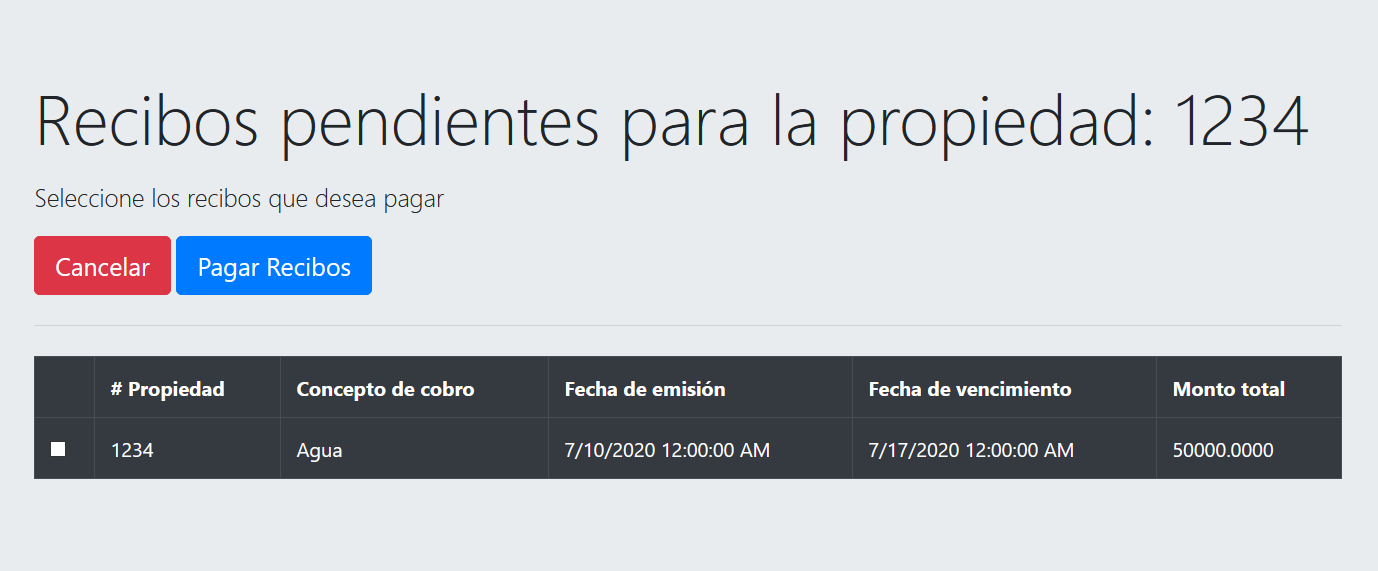 Recibos pendientes para la propiedad: 1234
Seleccione los recibos que desea pagar
Cancelar Pagar Recibos
# Propiedad Concepto de cobro Fecha de emisión Fecha de vencimiento Monto total
1234 Agua 7/10/2020 12:00:00 AM 7/17/2020 12:00:00 AM 50000.0000